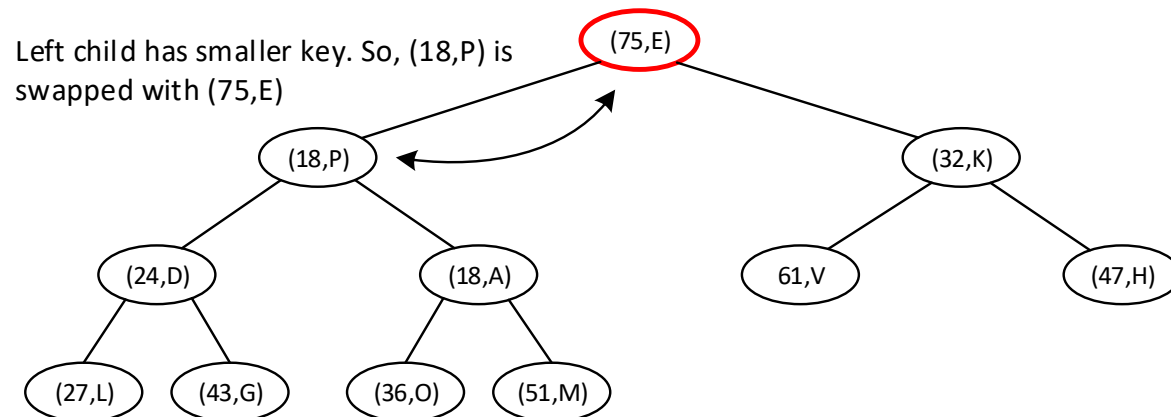 Left child has smaller key. So, (18,P) is
swapped with (75,E)
(75,E)
(18,P)
(32,K)
(24,D)
(18,A)
61,V
(47,H)
(27,L)
(43,G)
(36,O)
(51,M)